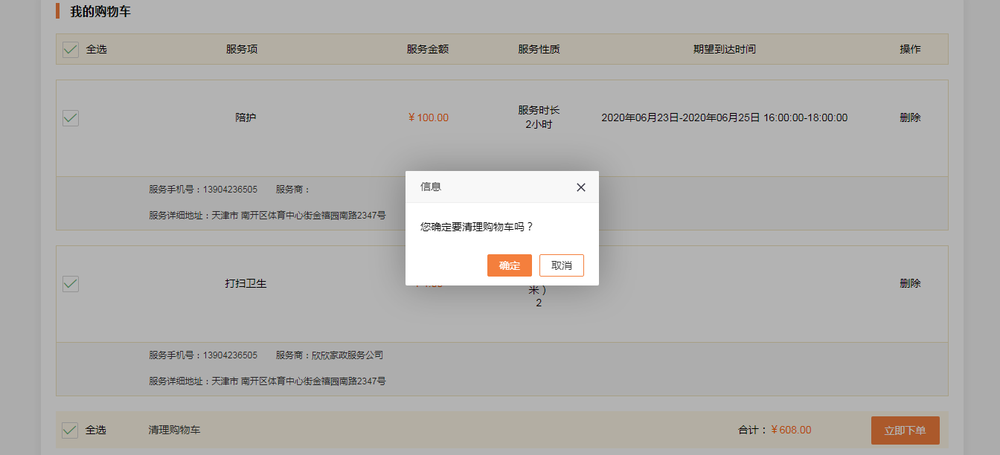 我的购物车
全选 服务项 服务金额 服务性质 期望到达时间 操作
服务时长
陪护 ￥100.00 2020年06月23日-2020年06月25日 16:00:00-18:00:00 删除
2小时
服务手机号：13904236505 服务商：
服务详细地址：天津市 南开区体育中心街金禧园南路2347号
信息
您确定要清理购物车吗？
确定 取消
打扫卫生 删除
米）
2
服务手机号：13904236505 服务商：欣欣家政服务公司
服务详细地址：天津市 南开区体育中心街金禧园南路2347号
全选 清理购物车 合计：￥608.00 立即下单